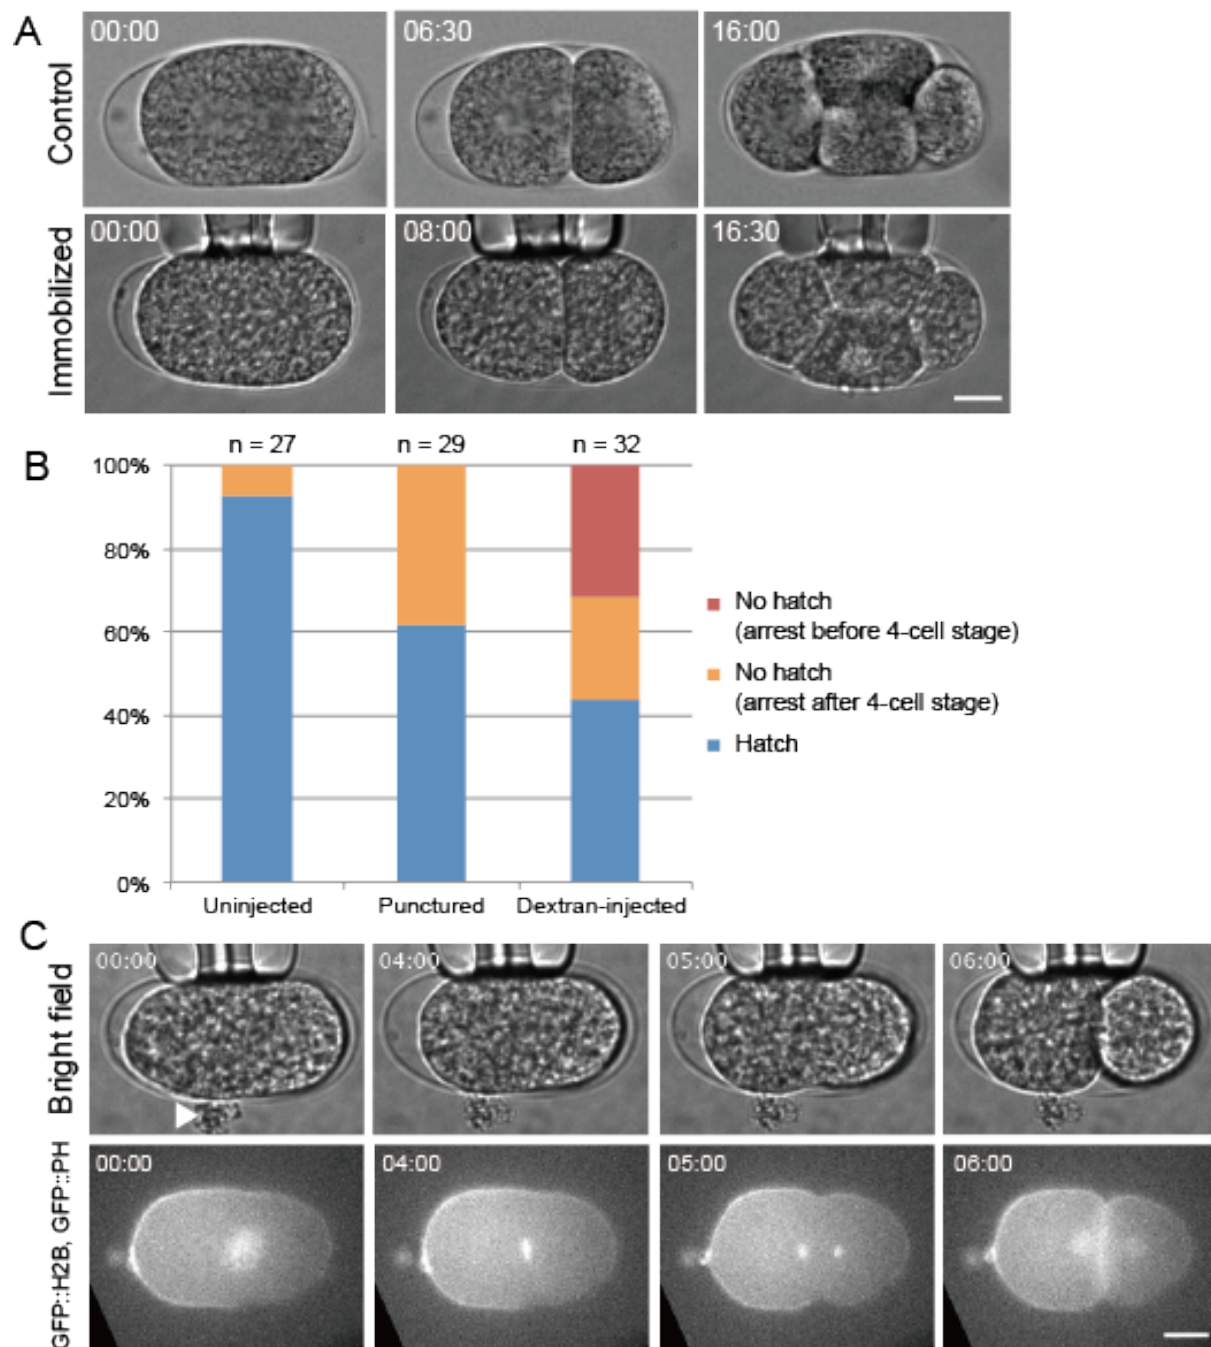 A
Control
00:00
06:30
16:00
Immobilized
00:00
08:00
16:30
B
n = 27
n = 29
n = 32
100%
80%
60%
40%
20%
0%
Uninjected
Punctured
Dextran-injected
No hatch
(arrest before 4-cell stage)
No hatch
(arrest after 4-cell stage)
Hatch
C
Bright field
00:00
04:00
05:00
06:00
GFP::H2B, GFP::PH
00:00
04:00
05:00
06:00